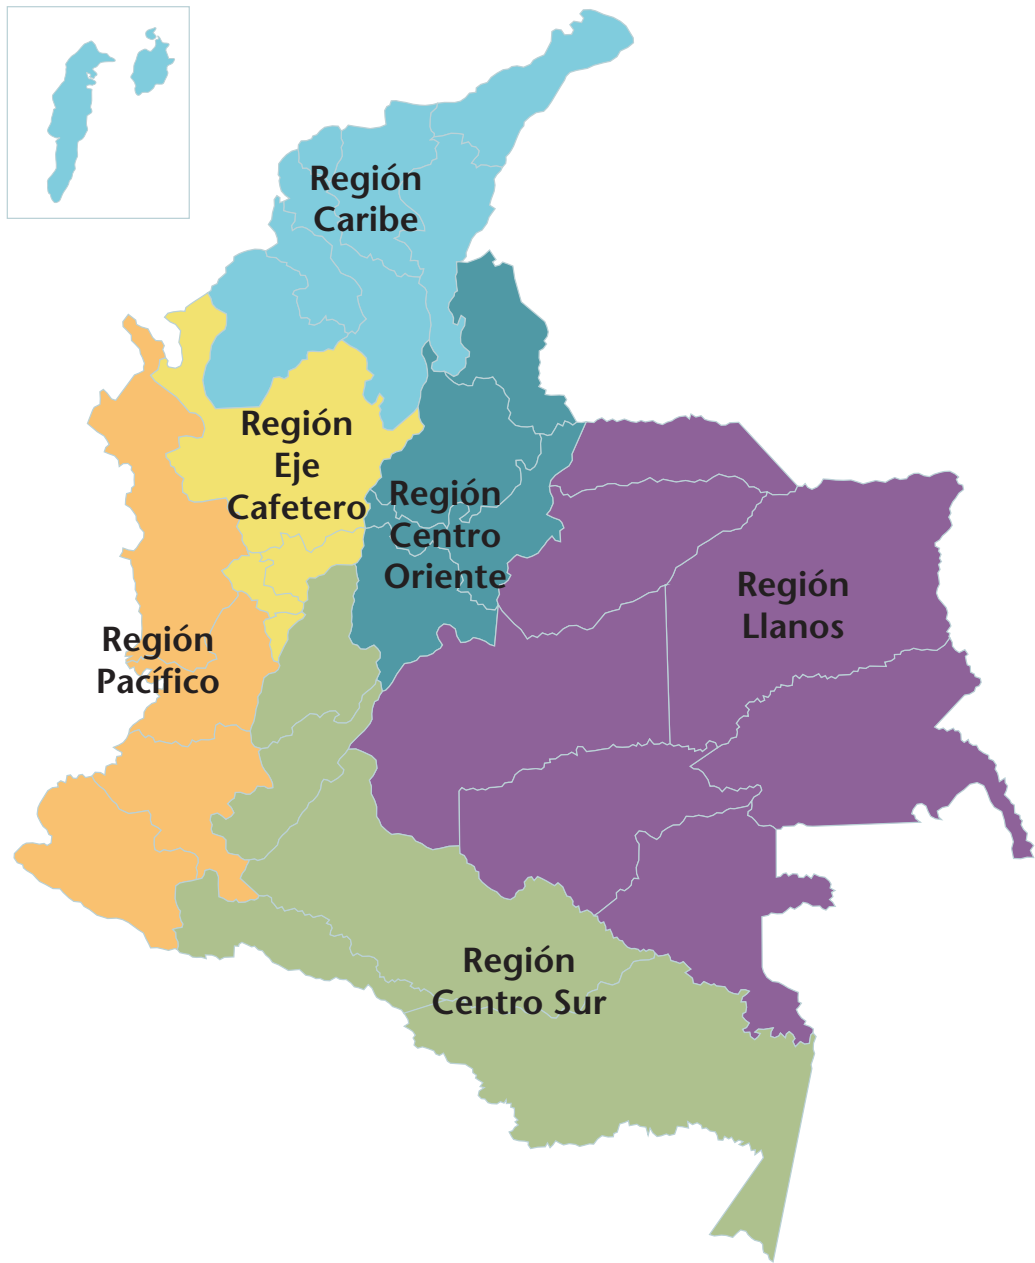 Región
Caribe
Región
Eje
Cafetero
Región
Centro
Oriente
Región
Llanos
Región
Pacífico
Región
Centro Sur